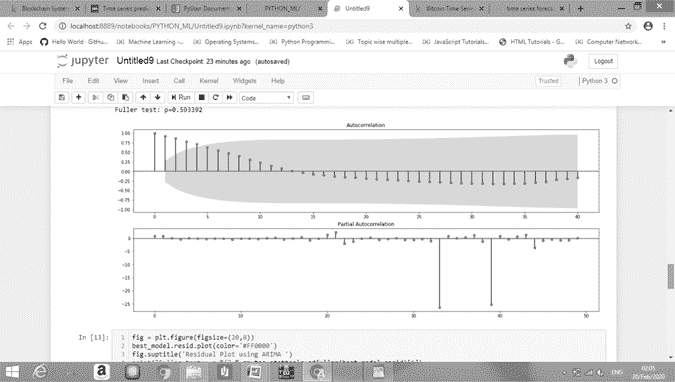 Blockchain System
Time series predic
PySket Document
PYTHON_ML/
Untitled9
Bitcoin Time Serie
time series foreca
localhost:8889/notebooks/PYTHON_ML/Untitled9.ipynb?kernel_name=python3
Apps
Hello World · GitHu...
Machine Learning -...
Operating Systems...
Python Programmi...
Topic wise multiple...
JavaScript Tutorials...
HTML Tutorials - G...
Computer Network...
jupyter Untitled9 Last Checkpoint: 23 minutes ago (autosaved)
Logout
File Edit View Insert Cell Kernel Widgets Help
Trusted
Python 3
Run
Code
Fuller test: p=0.593392
Autocorrelation
1.00
0.75
0.50
0.25
0.00
−0.25
−0.50
−0.75
−1.00
0 5 10 15 20 25 30 35 40
Partial Autocorrelation
0
−5
−10
−15
−20
−25
0 10 20 30 40 50
In [13]:
1 fig = plt.figure(figsize=(20,8))
2 best_model.resid.plot(color='#FF0000')
3 fig.suptitle('Residual Plot using ARIMA ')
ENG
02:05
20/Feb/2020